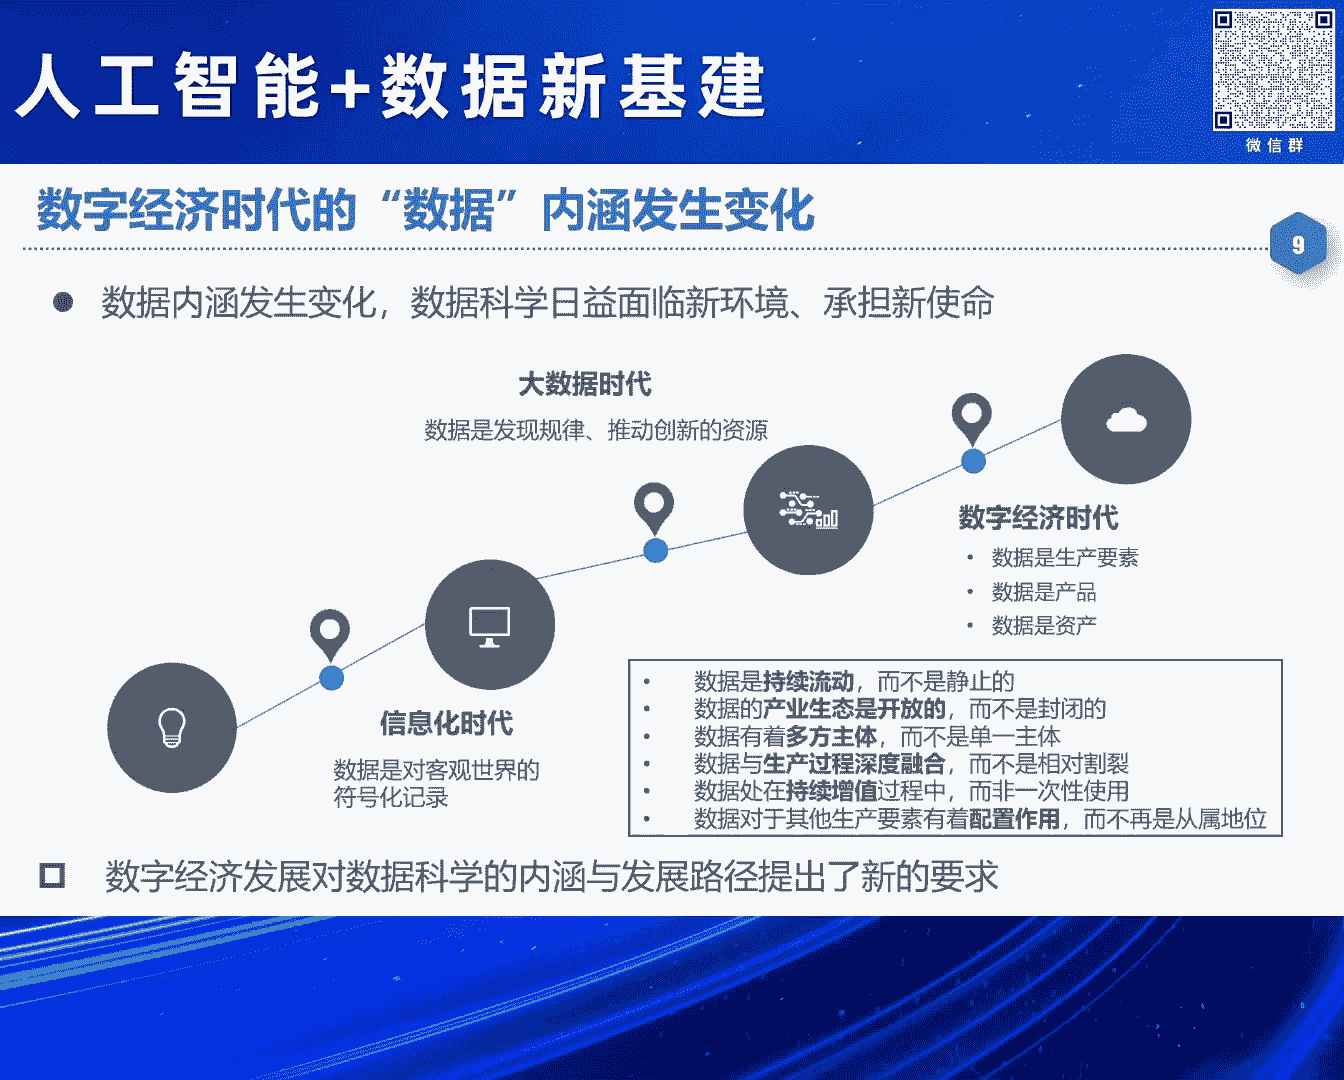 人工智能+数据新基建
微信群
数字经济时代的“数据”内涵发生变化
9
数据内涵发生变化，数据科学日益面临新环境、承担新使命
大数据时代
数据是发现规律、推动创新的资源
数字经济时代
• 数据是生产要素
• 数据是产品
• 数据是资产
信息化时代
数据是对客观世界的
符号化记录
• 数据是持续流动，而不是静止的
• 数据的产业生态是开放的，而不是封闭的
• 数据有着多方主体，而不是单一主体
• 数据与生产过程深度融合，而不是相对割裂
• 数据处在持续增值过程中，而非一次性使用
• 数据对于其他生产要素有着配置作用，而不再是从属地位
数字经济发展对数据科学的内涵与发展路径提出了新的要求